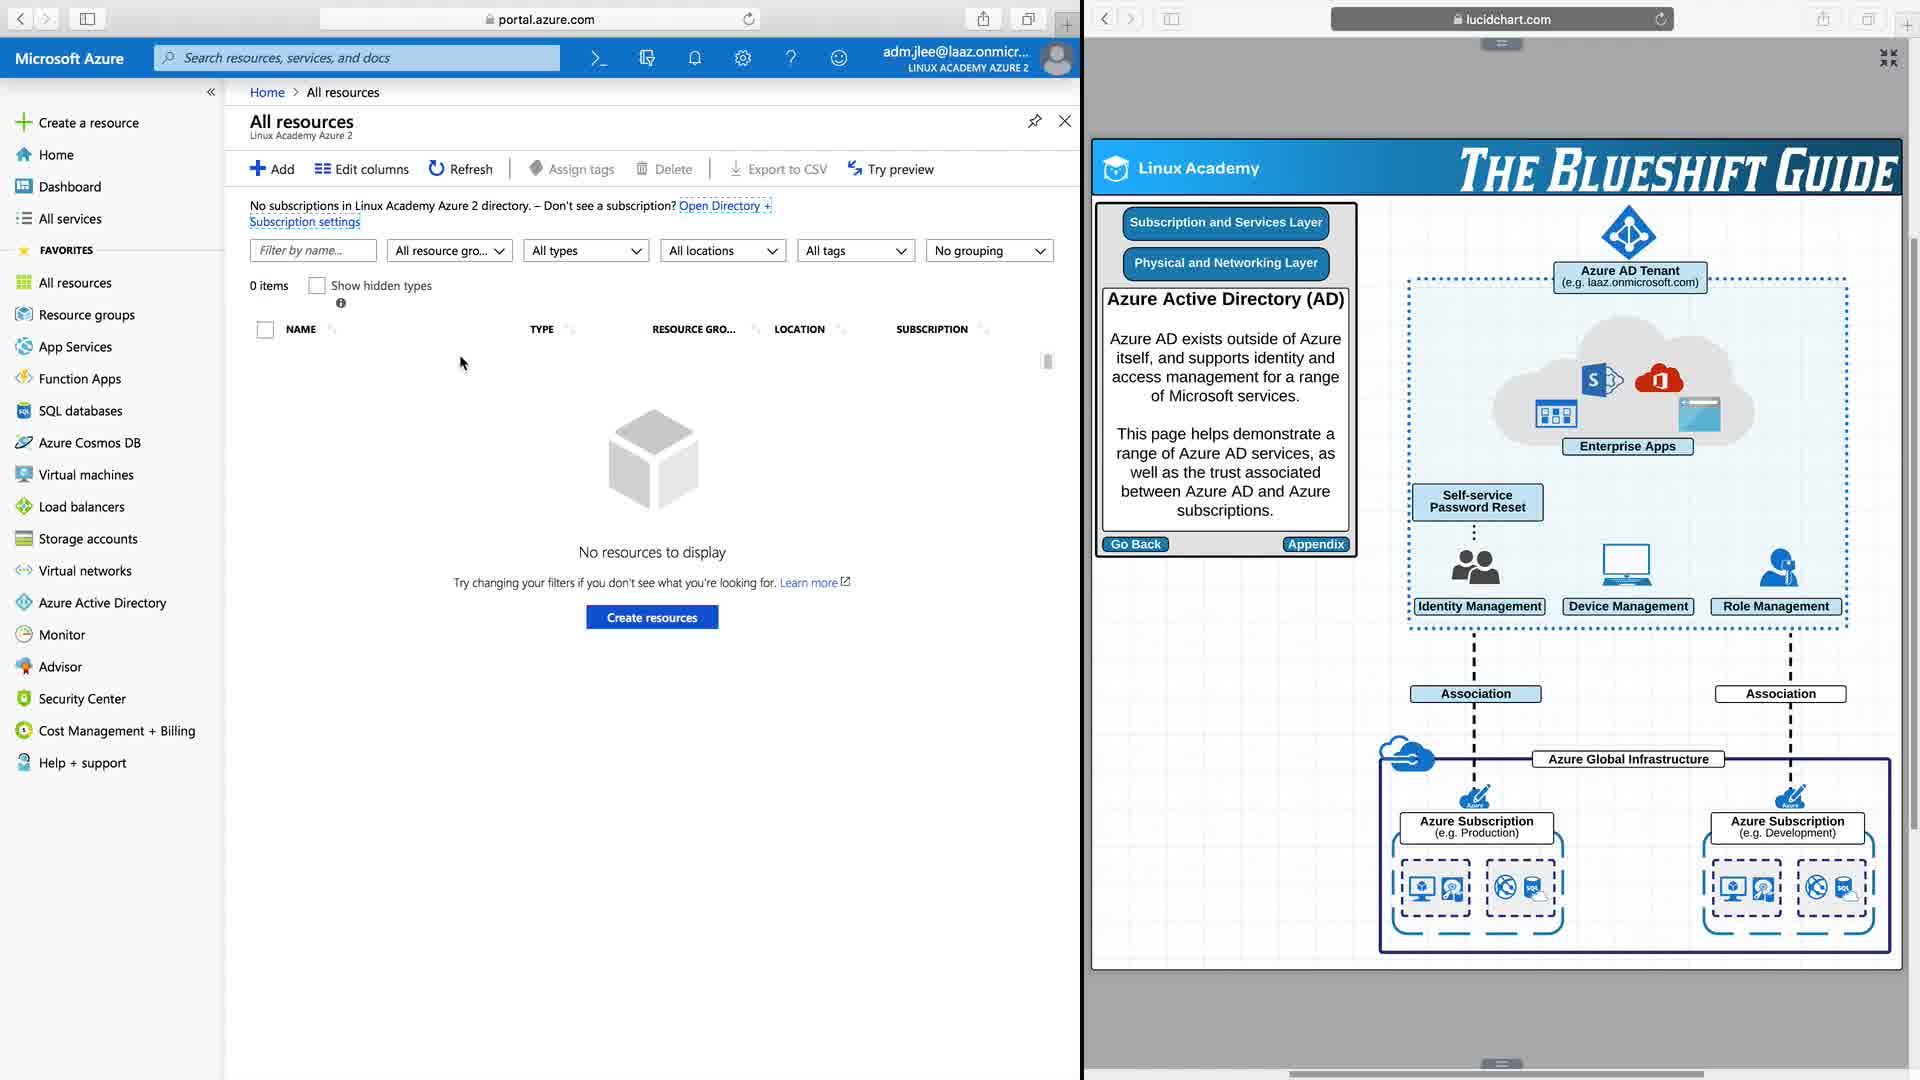 portal.azure.com
Microsoft Azure
Search resources, services, and docs
adm.jlee@laaz.onmicr...
LINUX ACADEMY AZURE 2
Create a resource
Home
Dashboard
All services
FAVORITES
All resources
Resource groups
App Services
Function Apps
SQL databases
Azure Cosmos DB
Virtual machines
Load balancers
Storage accounts
Virtual networks
Azure Active Directory
Monitor
Advisor
Security Center
Cost Management + Billing
Help + support
Home > All resources
All resources
Linux Academy Azure 2
Add Edit columns Refresh Assign tags Delete Export to CSV Try preview
No subscriptions in Linux Academy Azure 2 directory. – Don't see a subscription? Open Directory +
Subscription settings
Filter by name... All resource gro... All types All locations All tags No grouping
0 items Show hidden types
NAME TYPE RESOURCE GRO... LOCATION SUBSCRIPTION
No resources to display
Try changing your filters if you don't see what you're looking for. Learn more
Create resources
lucidchart.com
Linux Academy
THE BLUESHIFT GUIDE
Subscription and Services Layer
Physical and Networking Layer
Azure Active Directory (AD)
Azure AD exists outside of Azure
itself, and supports identity and
access management for a range
of Microsoft services.
This page helps demonstrate a
range of Azure AD services, as
well as the trust associated
between Azure AD and Azure
subscriptions.
Go Back Appendix
Azure AD Tenant
(e.g. laaz.onmicrosoft.com)
Enterprise Apps
Self-service
Password Reset
Identity Management Device Management Role Management
Association Association
Azure Global Infrastructure
Azure Subscription
(e.g. Production)
Azure Subscription
(e.g. Development)